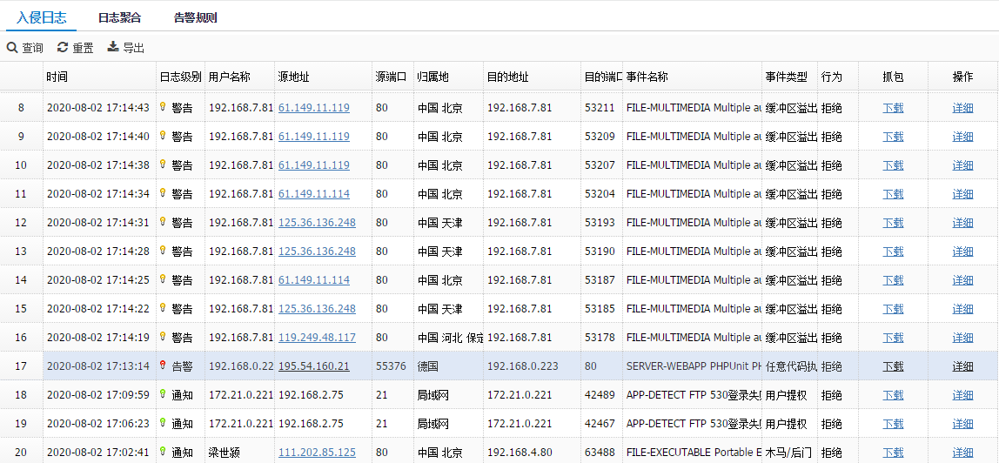 入侵日志 日志聚合 告警规则
查询 重置 导出
时间 日志级别 用户名称 源地址 源端口 归属地 目的地址 目的端口 事件名称 事件类型 行为 抓包 操作
8 2020-08-02 17:14:43 警告 192.168.7.81 61.149.11.119 80 中国 北京 192.168.7.81 53211 FILE-MULTIMEDIA Multiple au 缓冲区溢出 拒绝 下载 详细
9 2020-08-02 17:14:40 警告 192.168.7.81 61.149.11.119 80 中国 北京 192.168.7.81 53209 FILE-MULTIMEDIA Multiple au 缓冲区溢出 拒绝 下载 详细
10 2020-08-02 17:14:38 警告 192.168.7.81 61.149.11.119 80 中国 北京 192.168.7.81 53207 FILE-MULTIMEDIA Multiple au 缓冲区溢出 拒绝 下载 详细
11 2020-08-02 17:14:34 警告 192.168.7.81 61.149.11.114 80 中国 北京 192.168.7.81 53204 FILE-MULTIMEDIA Multiple au 缓冲区溢出 拒绝 下载 详细
12 2020-08-02 17:14:31 警告 192.168.7.81 125.36.136.248 80 中国 天津 192.168.7.81 53193 FILE-MULTIMEDIA Multiple au 缓冲区溢出 拒绝 下载 详细
13 2020-08-02 17:14:28 警告 192.168.7.81 125.36.136.248 80 中国 天津 192.168.7.81 53190 FILE-MULTIMEDIA Multiple au 缓冲区溢出 拒绝 下载 详细
14 2020-08-02 17:14:25 警告 192.168.7.81 61.149.11.114 80 中国 北京 192.168.7.81 53187 FILE-MULTIMEDIA Multiple au 缓冲区溢出 拒绝 下载 详细
15 2020-08-02 17:14:22 警告 192.168.7.81 125.36.136.248 80 中国 天津 192.168.7.81 53185 FILE-MULTIMEDIA Multiple au 缓冲区溢出 拒绝 下载 详细
16 2020-08-02 17:14:19 警告 192.168.7.81 119.249.48.117 80 中国 河北 保定 192.168.7.81 53178 FILE-MULTIMEDIA Multiple au 缓冲区溢出 拒绝 下载 详细
17 2020-08-02 17:13:14 告警 192.168.0.22 195.54.160.21 55376 德国 192.168.0.223 80 SERVER-WEBAPP PHPUnit PH 任意代码执 拒绝 下载 详细
18 2020-08-02 17:09:59 通知 172.21.0.221 192.168.2.75 21 局域网 172.21.0.221 42489 APP-DETECT FTP 530登录失败 用户提权 拒绝 下载 详细
19 2020-08-02 17:06:23 通知 172.21.0.221 192.168.2.75 21 局域网 172.21.0.221 42467 APP-DETECT FTP 530登录失败 用户提权 拒绝 下载 详细
20 2020-08-02 17:02:41 通知 梁世颍 111.202.85.125 80 中国 北京 192.168.4.80 63488 FILE-EXECUTABLE Portable E 木马/后门 拒绝 下载 详细